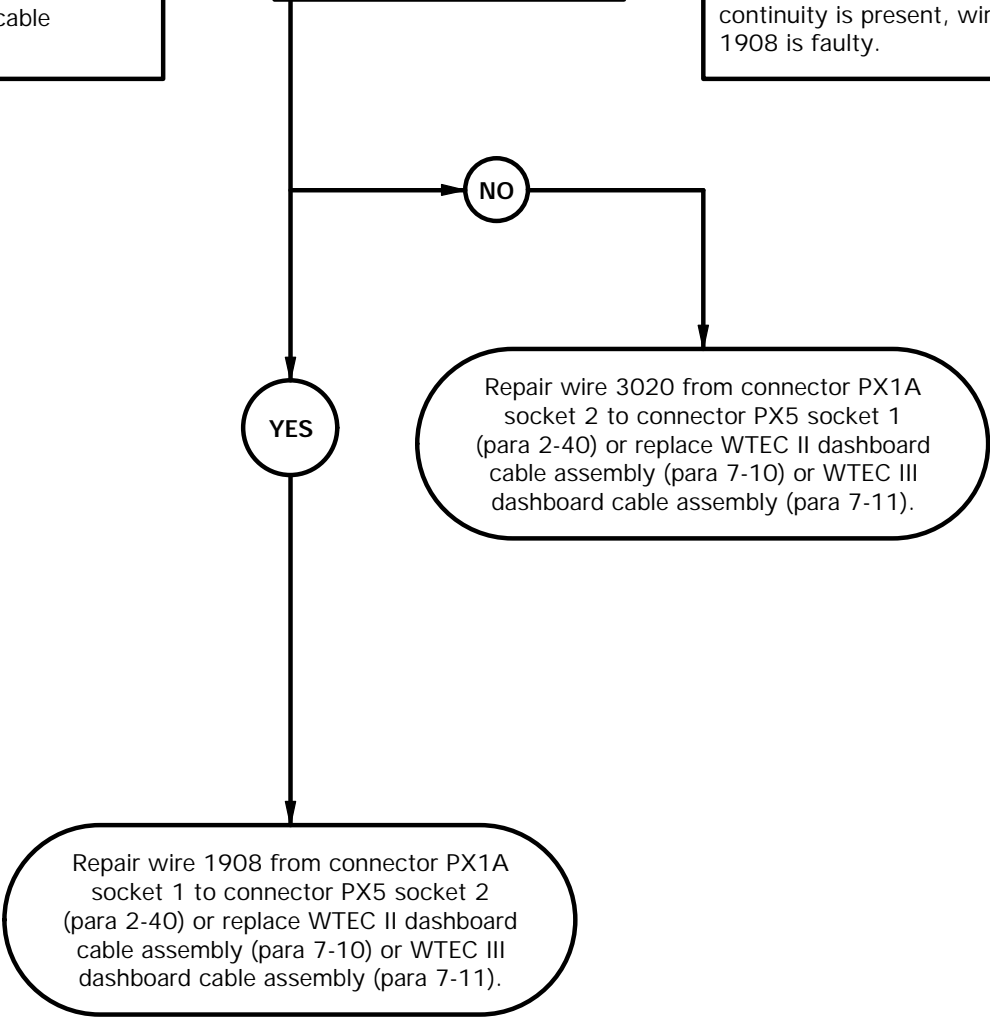 cable
continuity is present, wir
1908 is faulty.
NO
Repair wire 3020 from connector PX1A
socket 2 to connector PX5 socket 1
(para 2-40) or replace WTEC II dashboard
cable assembly (para 7-10) or WTEC III
dashboard cable assembly (para 7-11).
YES
Repair wire 1908 from connector PX1A
socket 1 to connector PX5 socket 2
(para 2-40) or replace WTEC II dashboard
cable assembly (para 7-10) or WTEC III
dashboard cable assembly (para 7-11).